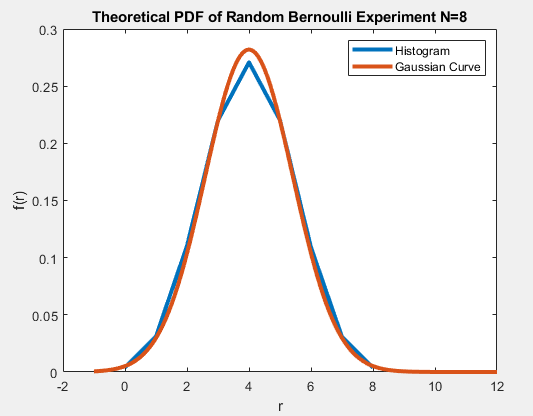 Theoretical PDF of Random Bernoulli Experiment N=8
0.3
Histogram
Gaussian Curve
0.25
0.2
f(r)
0.15
0.1
0.05
0
-2 0 2 4 6 8 10 12
r